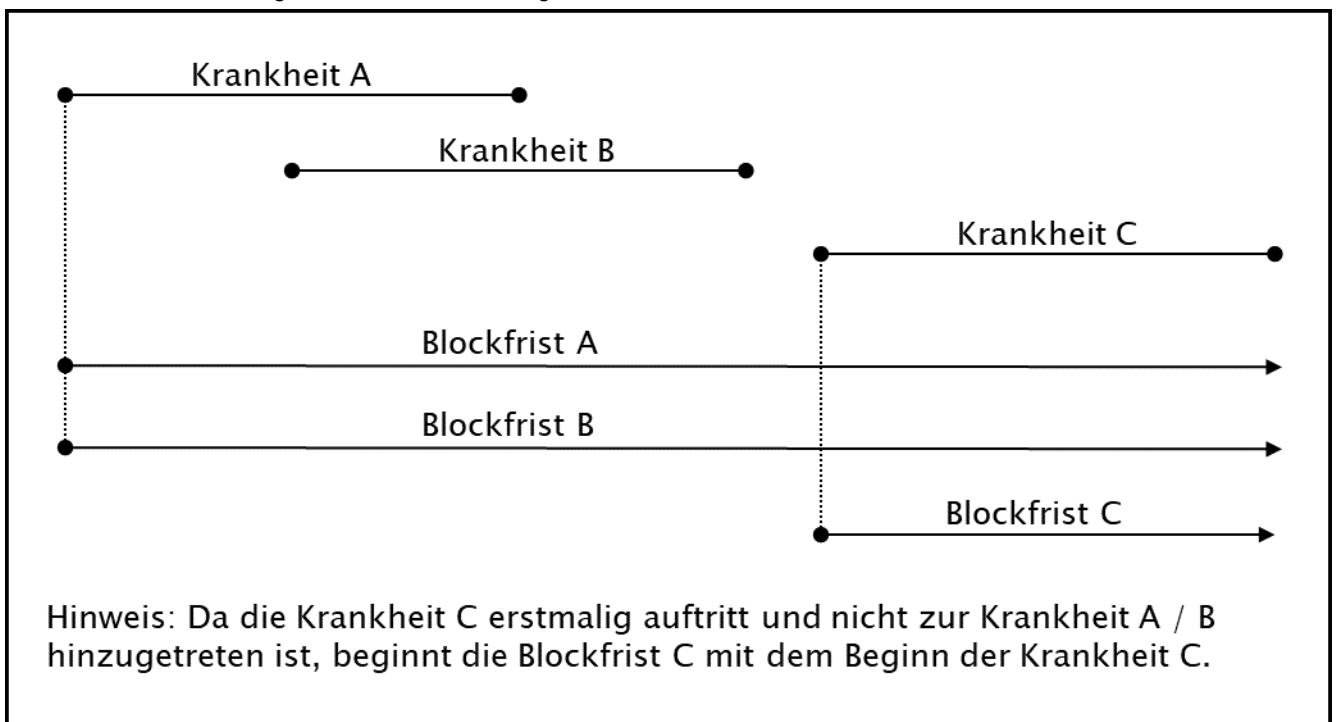 Krankheit A
Krankheit B
Krankheit C
Blockfrist A
Blockfrist B
Blockfrist C
Hinweis: Da die Krankheit C erstmalig auftritt und nicht zur Krankheit A / B
hinzugetreten ist, beginnt die Blockfrist C mit dem Beginn der Krankheit C.